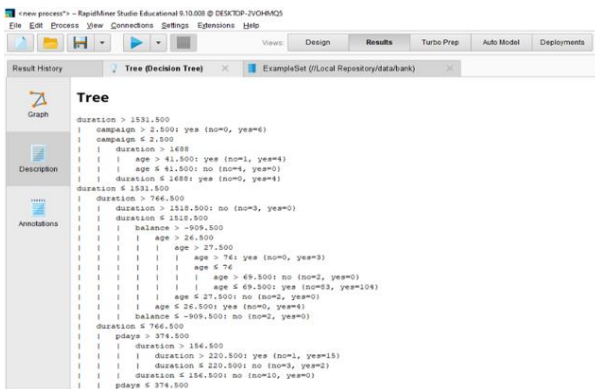 <new process*> – RapidMiner Studio Educational 9.10.008 @ DESKTOP-2VOHMQ5
File Edit Process View Connections Settings Extensions Help
Views: Design Results Turbo Prep Auto Model Deployments
Result History Tree (Decision Tree) ExampleSet (//Local Repository/data/bank)
Graph
Description
Annotations
Tree
duration > 1531.500
| campaign > 2.500: yes {no=0, yes=6}
| campaign ≤ 2.500
| | duration > 1688
| | | age > 41.500: yes {no=1, yes=4}
| | | age ≤ 41.500: no {no=4, yes=0}
| | duration ≤ 1688: yes {no=0, yes=4}
duration ≤ 1531.500
| duration > 766.500
| | duration > 1518.500: no {no=3, yes=0}
| | duration ≤ 1518.500
| | | balance > -909.500
| | | | age > 26.500
| | | | | age > 27.500
| | | | | | age > 76: yes {no=0, yes=3}
| | | | | | age ≤ 76
| | | | | | | age > 69.500: no {no=2, yes=0}
| | | | | | | age ≤ 69.500: yes {no=83, yes=104}
| | | | | age ≤ 27.500: no {no=2, yes=0}
| | | | age ≤ 26.500: yes {no=0, yes=4}
| | | balance ≤ -909.500: no {no=2, yes=0}
| duration ≤ 766.500
| | pdays > 374.500
| | | duration > 156.500
| | | | duration > 220.500: yes {no=1, yes=15}
| | | | duration ≤ 220.500: no {no=3, yes=2}
| | | duration ≤ 156.500: no {no=10, yes=0}
| | pdays ≤ 374.500